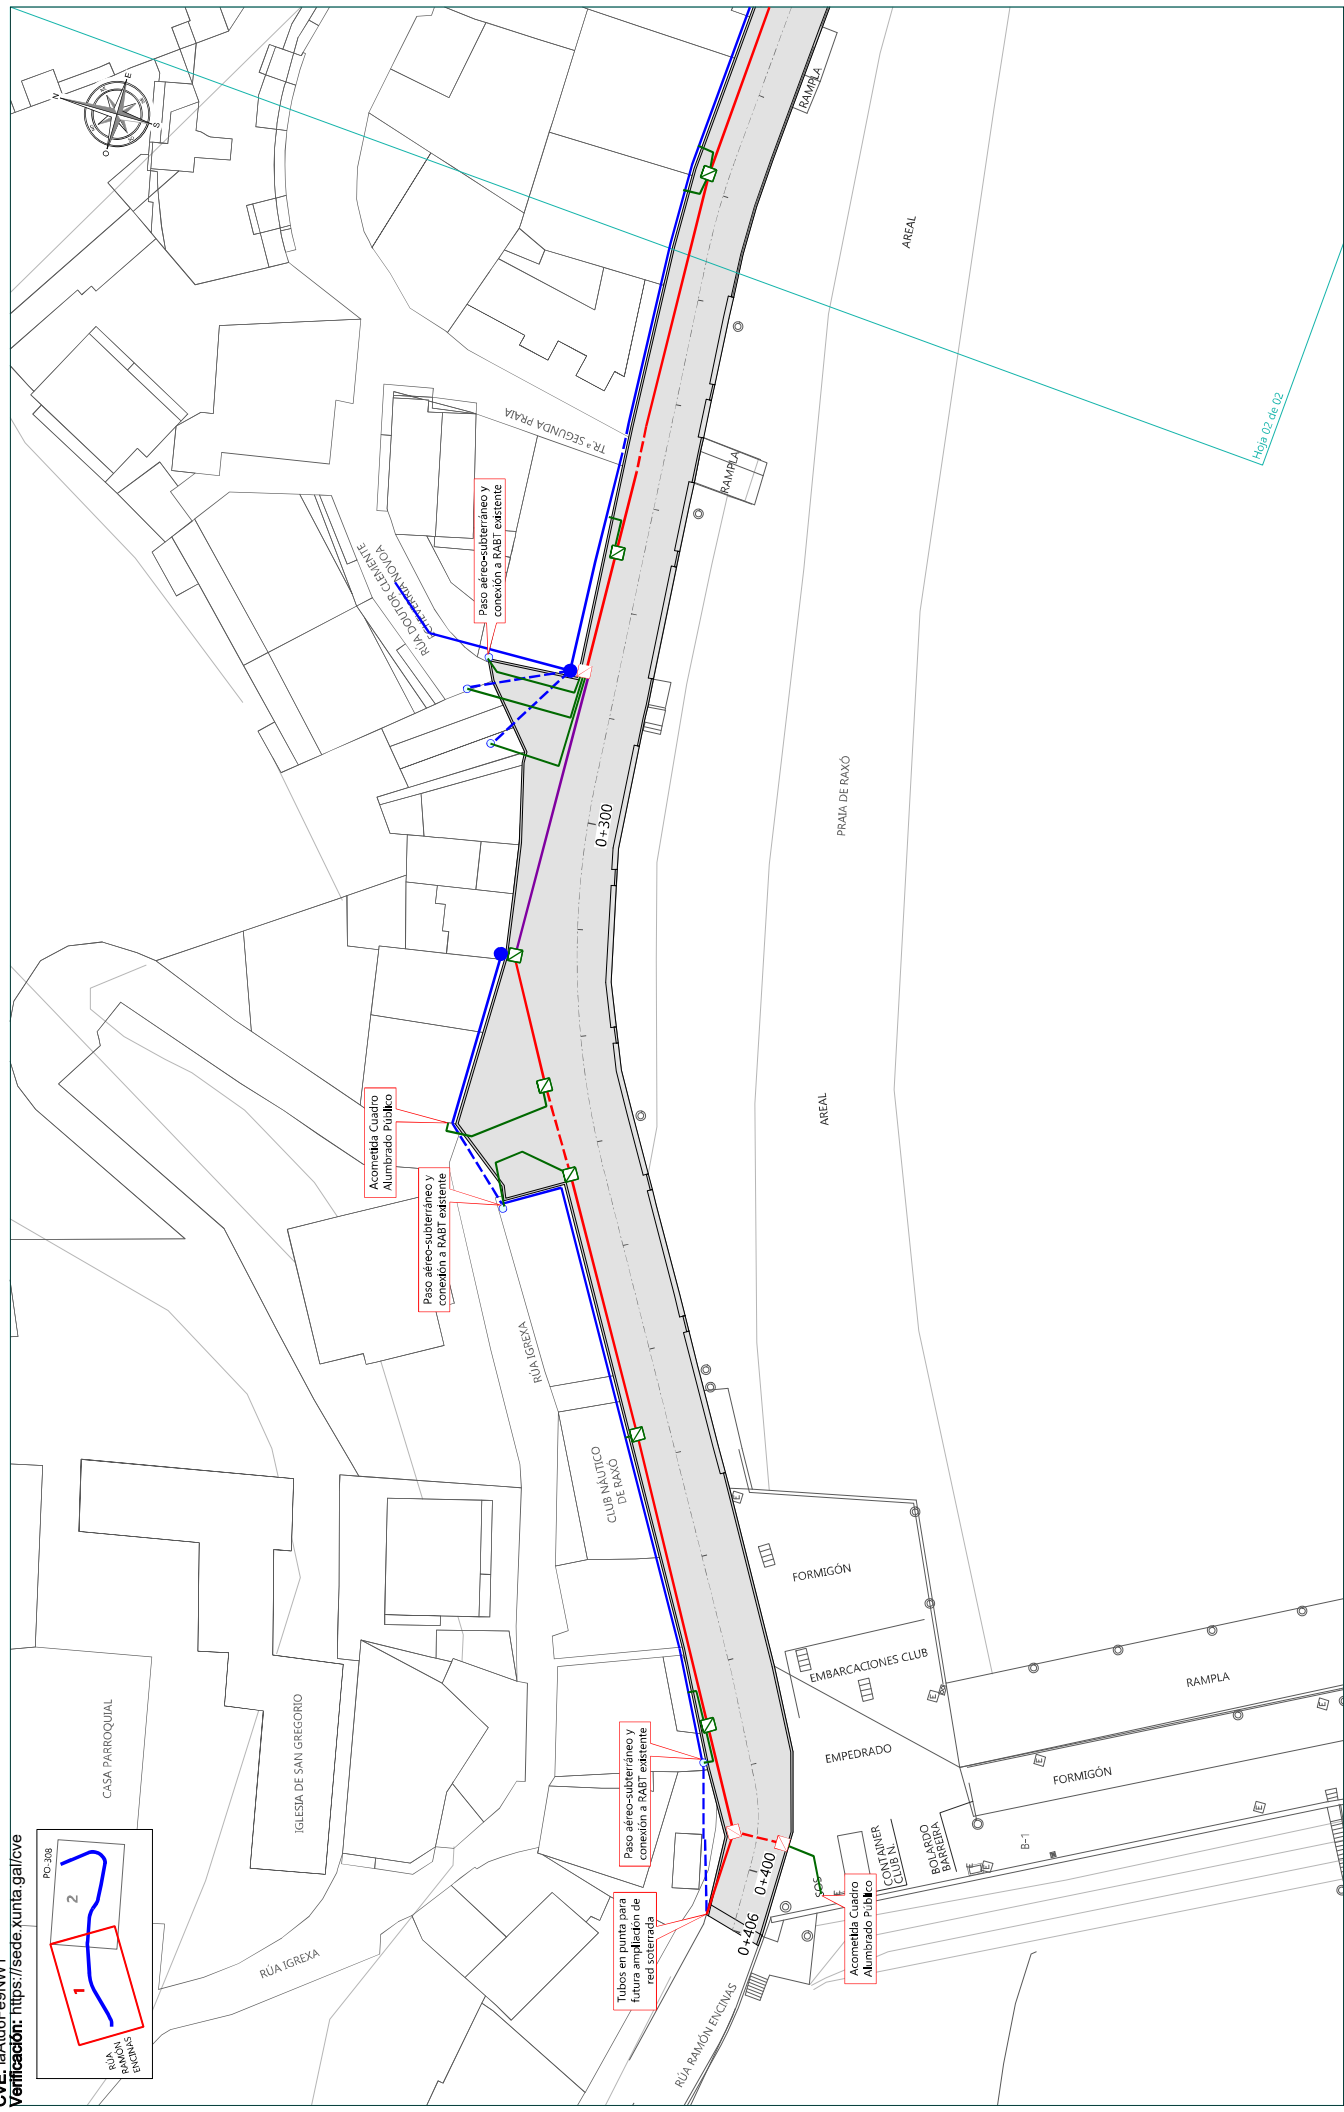 Verificación: https://sede.xunta.gal/cve
N
E
S
O
RAMPLA
AREAL
TR.ª SEGUNDA PRAIA
RAMPLA
Hoja 02 de 02
Paso aéreo-subterráneo y
conexión a RABT existente
RÚA DOUTOR CLEMENTE
ECHEVERRÍA NOVOA
0+300
PRAIA DE RAXÓ
AREAL
Acometida Cuadro
Alumbrado Público
Paso aéreo-subterráneo y
conexión a RABT existente
RÚA IGREXA
CLUB NÁUTICO
DE RAXÓ
FORMIGÓN
EMBARCACIONES CLUB
RAMPLA
EMPEDRADO
FORMIGÓN
CASA PARROQUIAL
IGLESIA DE SAN GREGORIO
Paso aéreo-subterráneo y
conexión a RABT existente
CONTAINER
CLUB N.
BOLARDO
BARREIRA
B-1
SOS
E
E
E
E
E
E
E
0+400
0+406
Acometida Cuadro
Alumbrado Público
Tubos en punta para
futura ampliación de
red soterrada
RÚA IGREXA
RÚA RAMÓN ENCINAS
PO-308
2
1
RÚA
RAMÓN
ENCINAS